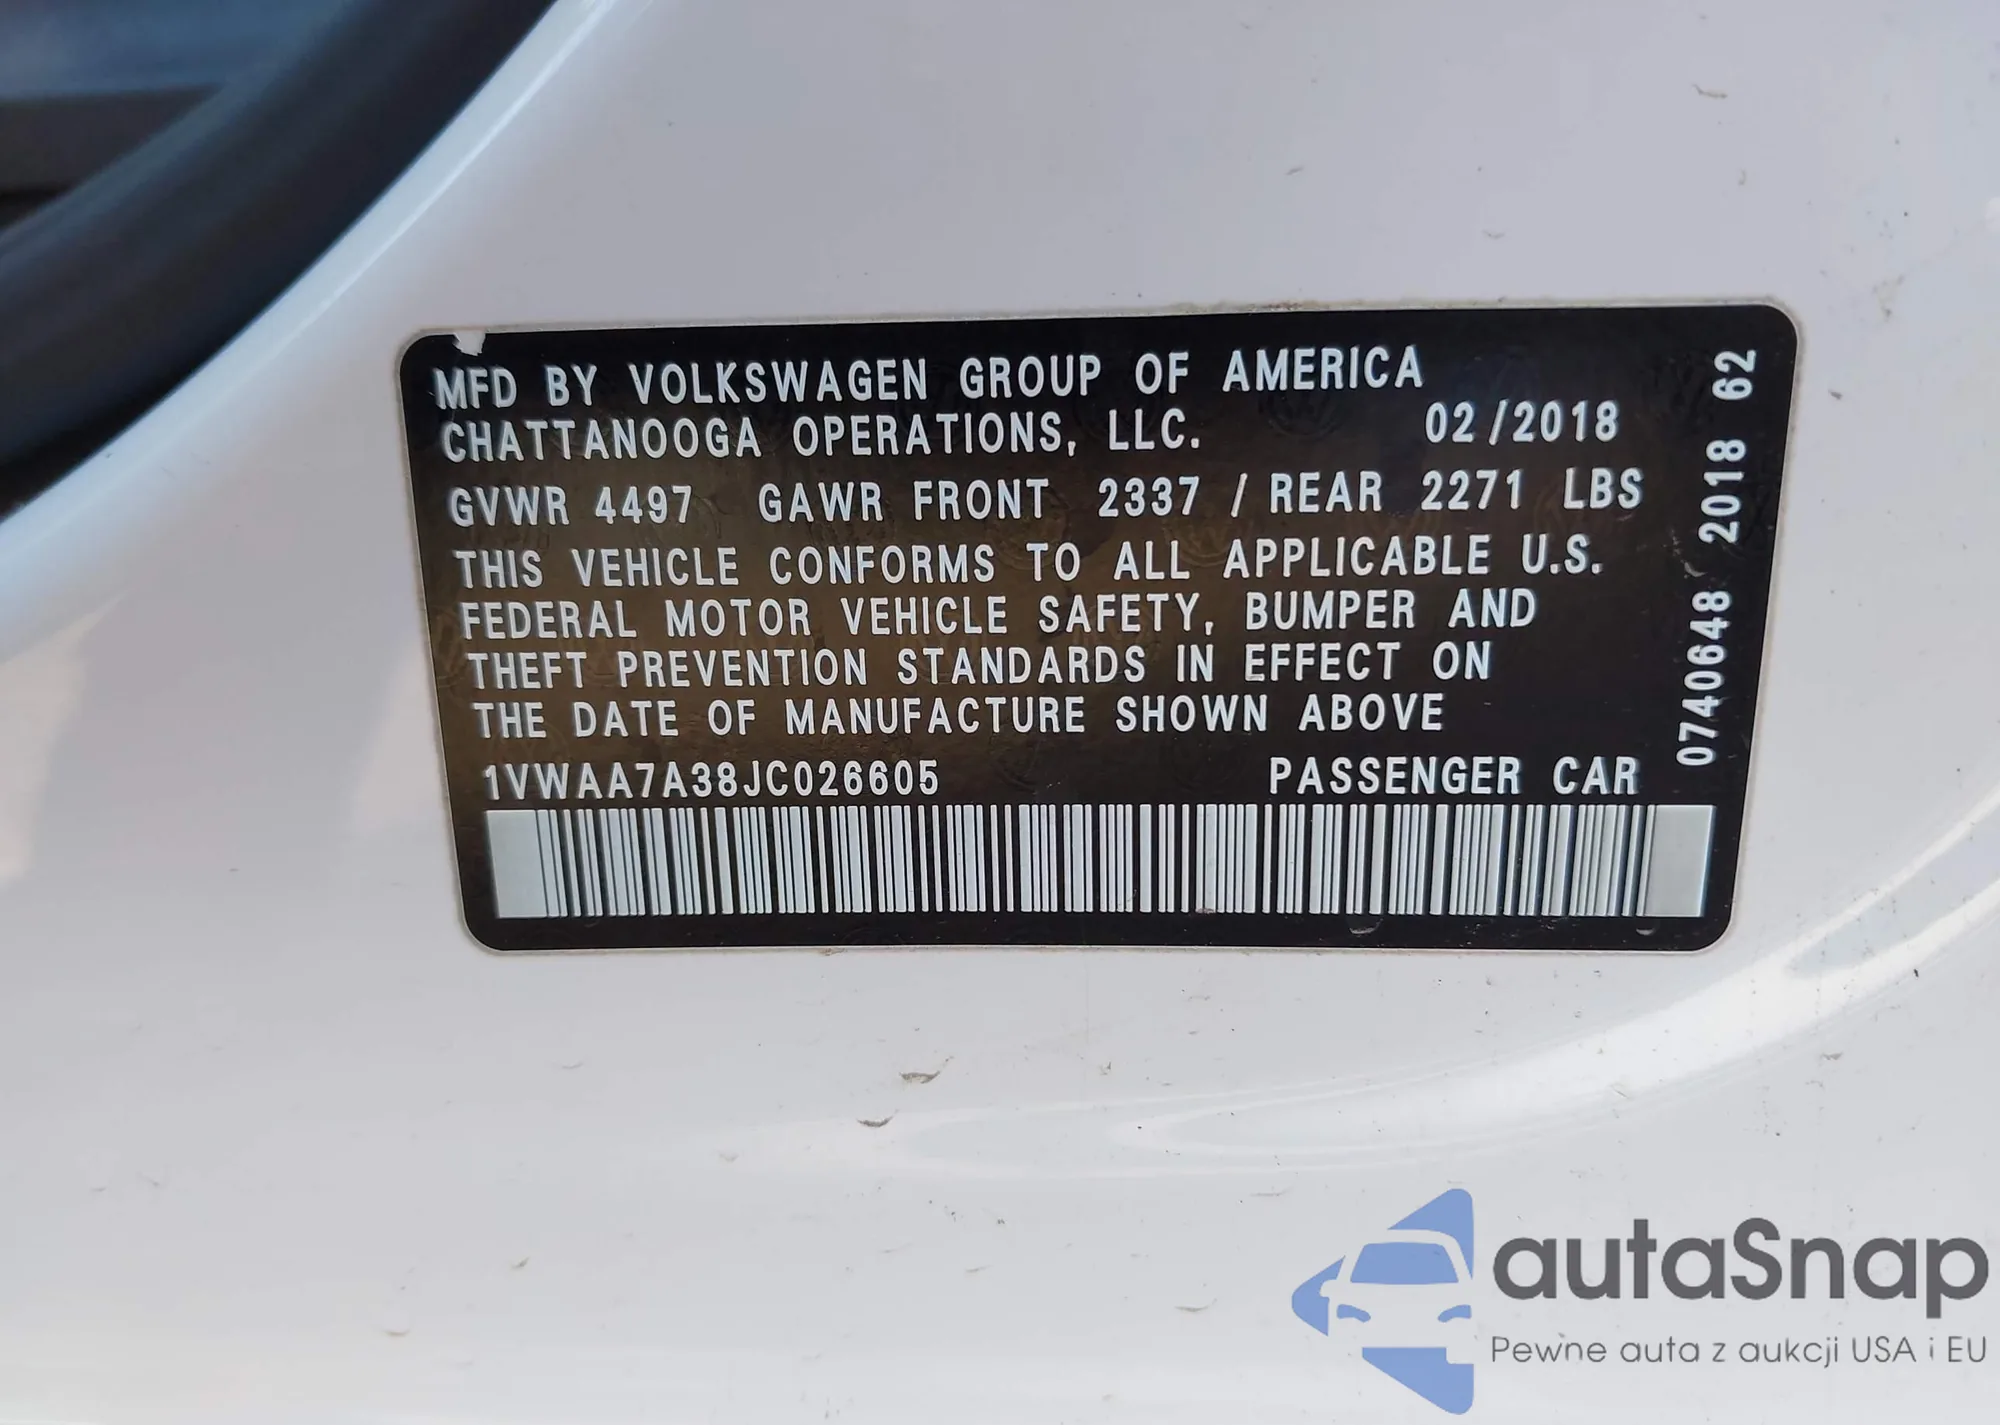 MFD BY VOLKSWAGEN GROUP OF AMERICA
CHATTANOOGA OPERATIONS, LLC. 02/2018
GVWR 4497 GAWR FRONT 2337 / REAR 2271 LBS
THIS VEHICLE CONFORMS TO ALL APPLICABLE U.S.
FEDERAL MOTOR VEHICLE SAFETY, BUMPER AND
THEFT PREVENTION STANDARDS IN EFFECT ON
THE DATE OF MANUFACTURE SHOWN ABOVE
1VWAA7A38JC026605 PASSENGER CAR
0740648 2018 62
autaSnap
Pewne auta z aukcji USA i EU